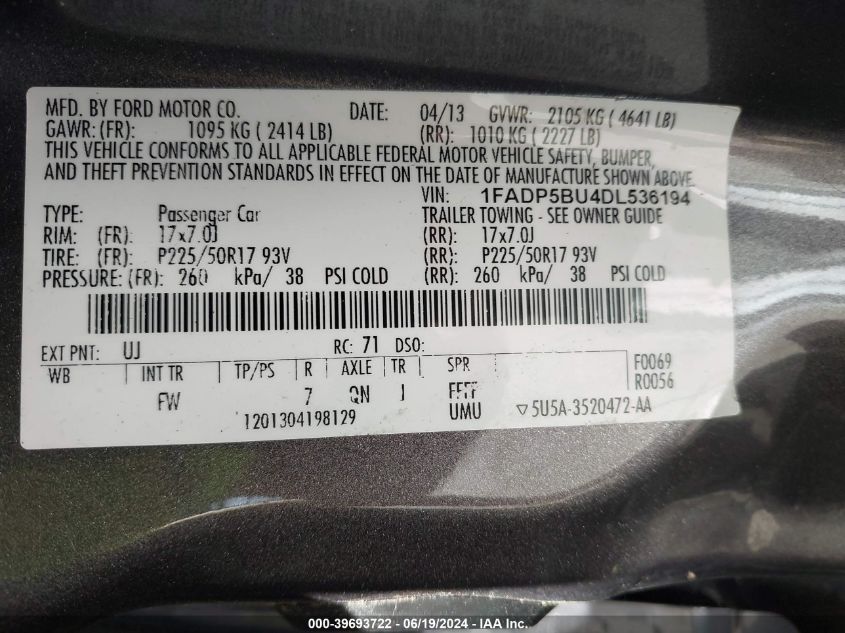 MFD. BY FORD MOTOR CO. DATE: 04/13 GVWR: 2105 KG ( 4641 LB)
GAWR: (FR): 1095 KG ( 2414 LB) (RR): 1010 KG ( 2227 LB)
THIS VEHICLE CONFORMS TO ALL APPLICABLE FEDERAL MOTOR VEHICLE SAFETY, BUMPER,
AND THEFT PREVENTION STANDARDS IN EFFECT ON THE DATE OF MANUFACTURE SHOWN ABOVE.
VIN: 1FADP5BU4DL536194
TYPE: Passenger Car TRAILER TOWING - SEE OWNER GUIDE
RIM: (FR): 17x7.0J (RR): 17x7.0J
TIRE: (FR): P225/50R17 93V (RR): P225/50R17 93V
PRESSURE: (FR): 260 kPa/ 38 PSI COLD (RR): 260 kPa/ 38 PSI COLD
EXT PNT: UJ RC: 71 DSO:
WB INT TR TP/PS R AXLE TR SPR F0069
FW 7 QN J FFFF R0056
1201304198129 UMU ▽ 5U5A-3520472-AA
000-39693722 - 06/19/2024 - IAA Inc.